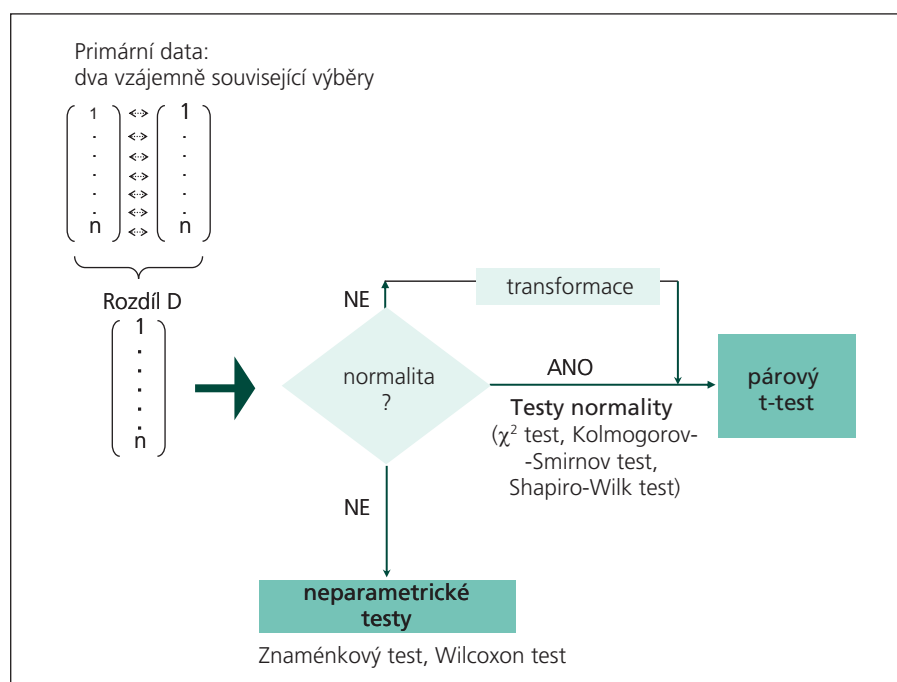 Primární data:
dva vzájemně související výběry
1 <··> 1
. <··> .
. <··> .
. <··> .
. <··> .
. <··> .
n <··> n
Rozdíl D
1
.
.
.
.
.
n
NE
transformace
normalita
?
ANO
Testy normality
(χ² test, Kolmogorov-
-Smirnov test,
Shapiro-Wilk test)
párový
t-test
NE
neparametrické
testy
Znaménkový test, Wilcoxon test